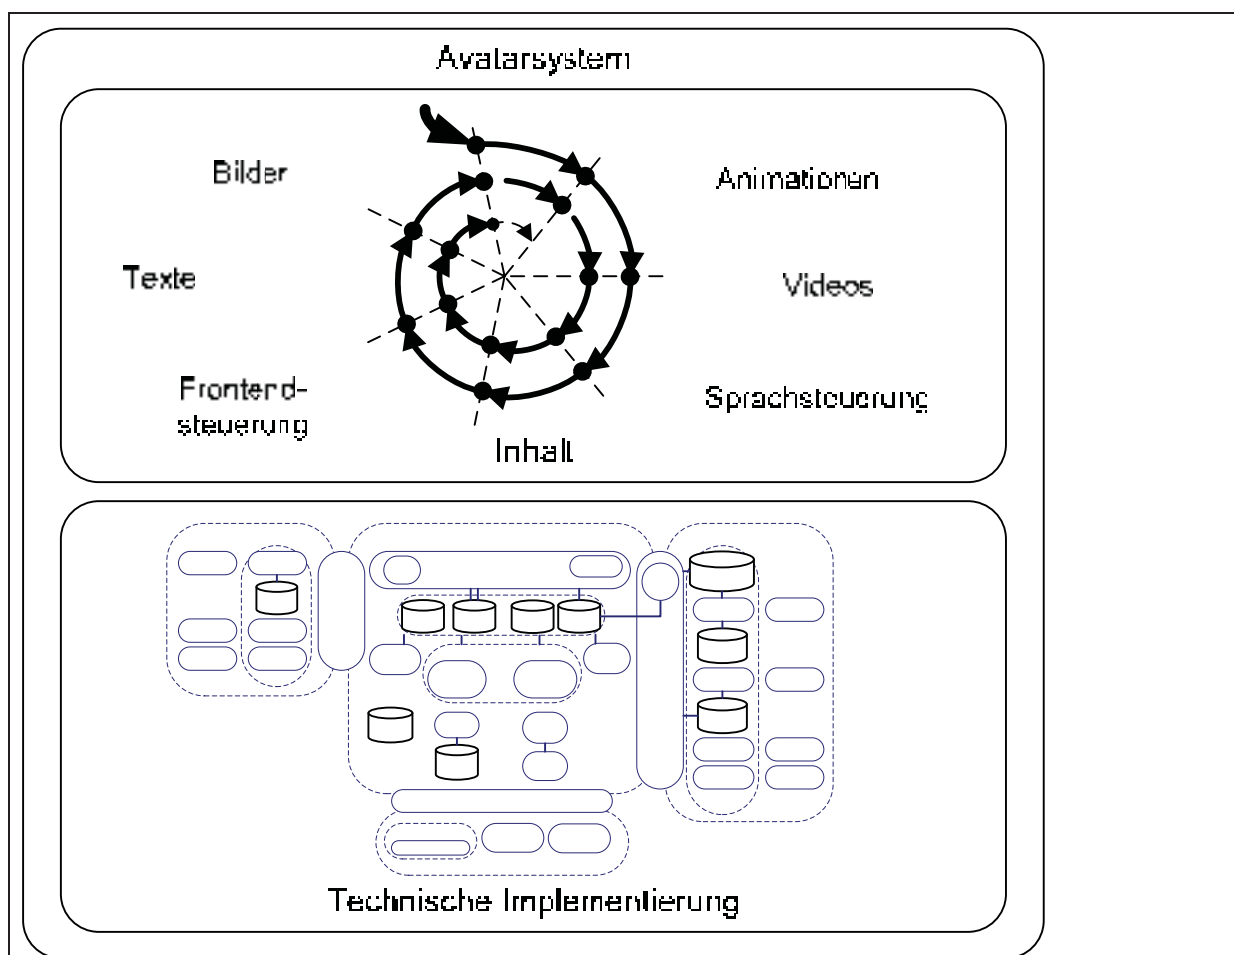 Avatarsystem
Bilder
Animationen
Texte
Videos
Frontend-
steuerung
Sprachsteuerung
Inhalt
Technische Implementierung